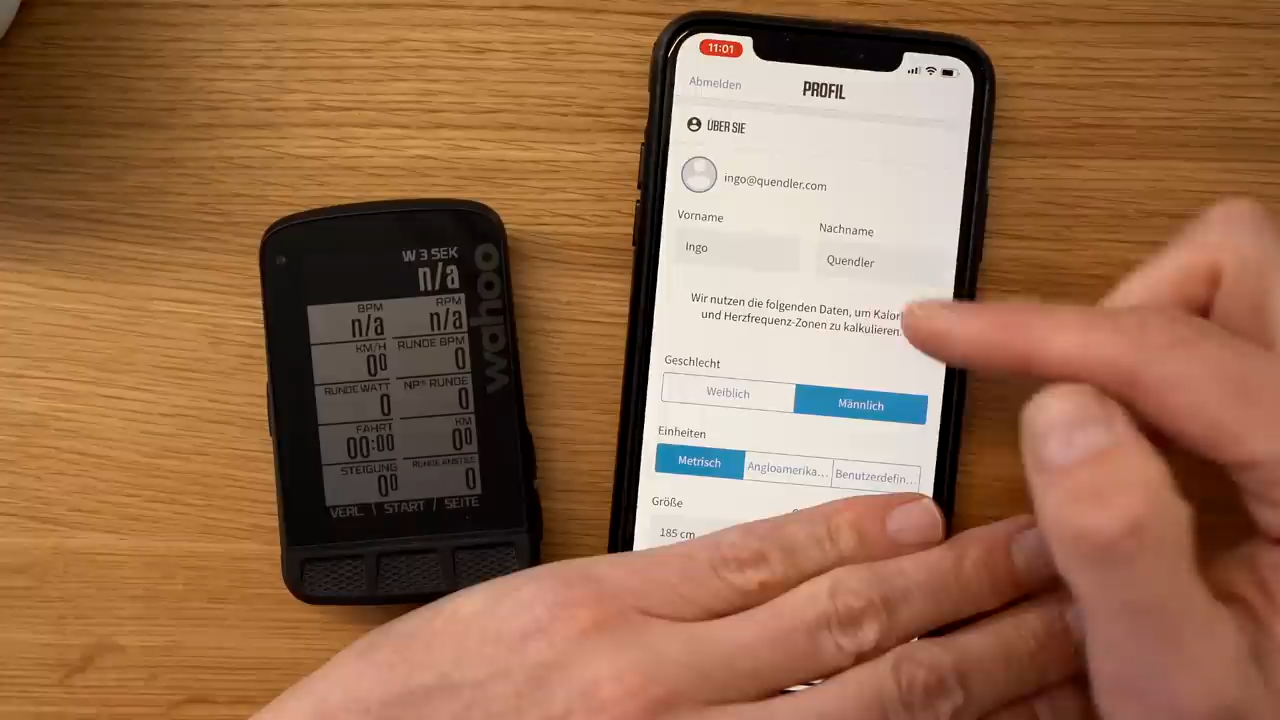 W 3 SEK
n/a
BPM
n/a
RPM
n/a
KM/H
0⁰
RUNDE BPM
0
RUNDE WATT
0
NP® RUNDE
0
FAHRT
00:00
KM
0⁰
STEIGUNG
0⁰
RUNDE ANSTIEG
0
VERL | START / SEITE
wahoo
11:01
Abmelden
PROFIL
ÜBER SIE
ingo@quendler.com
Vorname
Nachname
Ingo
Quendler
Wir nutzen die folgenden Daten, um Kalor
und Herzfrequenz-Zonen zu kalkulieren.
Geschlecht
Weiblich
Männlich
Einheiten
Metrisch
Angloamerika...
Benutzerdefin...
Größe
185 cm